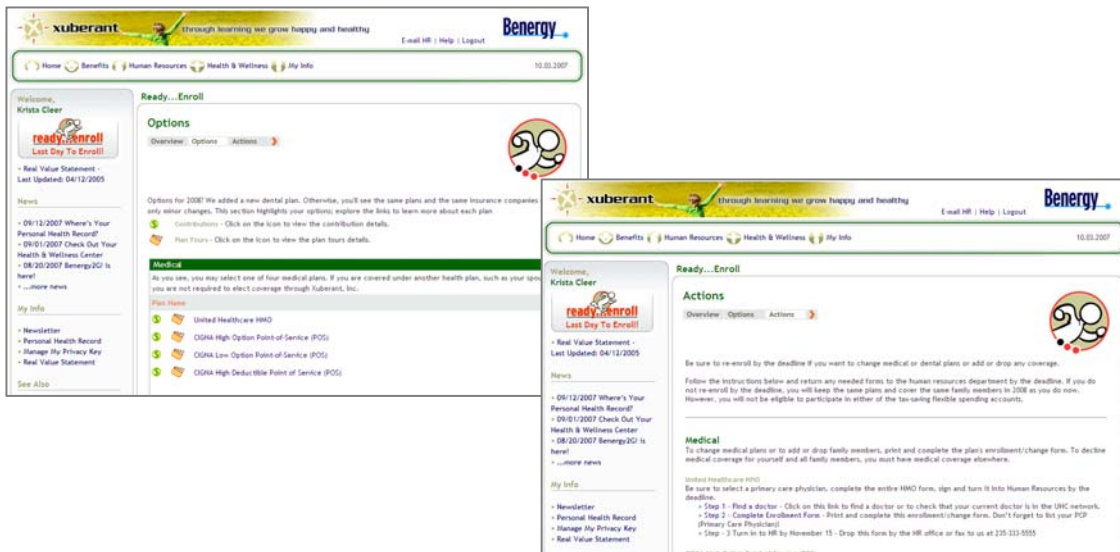 xuberant
through learning we grow happy and healthy
E-mail HR | Help | Logout
Benergy
Home Benefits Human Resources Health & Wellness My Info
10.03.2007
Welcome,
Krista Cleer
ready...enroll
Last Day To Enroll!
Real Value Statement -
Last Updated: 04/12/2005
News
09/12/2007 Where's Your
Personal Health Record?
09/01/2007 Check Out Your
Health & Wellness Center
08/20/2007 Benergy2G! is
here!
...more news
My Info
Newsletter
Personal Health Record
Manage My Privacy Key
Real Value Statement
See Also
Ready...Enroll
Options
Overview Options Actions
Options for 2008! We added a new dental plan. Otherwise, you'll see the same plans and the same insurance companies
only minor changes. This section highlights your options; explore the links to learn more about each plan
Contributions - Click on the icon to view the contribution details.
Plan Tours - Click on the icon to view the plan tours details.
Medical
As you see, you may select one of four medical plans. If you are covered under another health plan, such as your
you are not required to elect coverage through Xuberant, Inc.
Plan Name
United Healthcare HMO
CIGNA High Option Point-of-Service (POS)
CIGNA Low Option Point-of-Service (POS)
CIGNA High Deductible Point of Service (POS)
xuberant
through learning we grow happy and healthy
E-mail HR | Help | Logout
Benergy
Home Benefits Human Resources Health & Wellness My Info
10.03.2007
Welcome,
Krista Cleer
ready...enroll
Last Day To Enroll!
Real Value Statement -
Last Updated: 04/12/2005
News
09/12/2007 Where's Your
Personal Health Record?
09/01/2007 Check Out Your
Health & Wellness Center
08/20/2007 Benergy2G! is
here!
...more news
My Info
Newsletter
Personal Health Record
Manage My Privacy Key
Real Value Statement
Ready...Enroll
Actions
Overview Options Actions
Be sure to re-enroll by the deadline if you want to change medical or dental plans or add or drop any coverage.
Follow the instructions below and return any needed forms to the human resources department by the deadline. If you do
not re-enroll by the deadline, you will keep the same plans and cover the same family members in 2008 as you do now.
However, you will not be eligible to participate in either of the tax-saving flexible spending accounts.
Medical
To change medical plans or to add or drop family members, print and complete the plan's enrollment/change form. To decline
medical coverage for yourself and all family members, you must have medical coverage elsewhere.
United Healthcare HMO
Be sure to select a primary care physician, complete the entire HMO form, sign and turn it into Human Resources by the
deadline.
Step 1 - Find a doctor - Click on this link to find a doctor or to check that your current doctor is in the UHC network.
Step 2 - Complete Enrollment Form - Print and complete this enrollment/change form. Don't forget to list your PCP
(Primary Care Physician)!
Step - 3 Turn in to HR by November 15 - Drop this form by the HR office or fax to us at 235-333-5555